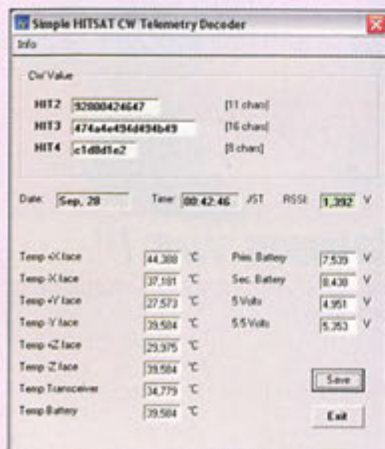 Simple HITSAT CW Telemetry Decoder
Info
CW Value
HIT2 92800424647 [11 chars]
HIT3 474a4e494d494b49 [16 chars]
HIT4 c1d8d1e2 [8 chars]
Date: Sep, 28 Time: 00:42:46 JST RSSI: 1,392 V
Temp +X face 44,388 °C Prim. Battery 7,539 V
Temp -X face 37,181 °C Sec. Battery 8,438 V
Temp +Y face 27,573 °C 5 Volts 4,951 V
Temp -Y face 39,584 °C 5.5 Volts 5,353 V
Temp +Z face 29,975 °C
Temp -Z face 39,584 °C
Temp Transceiver 34,779 °C Save
Temp Battery 39,584 °C Exit